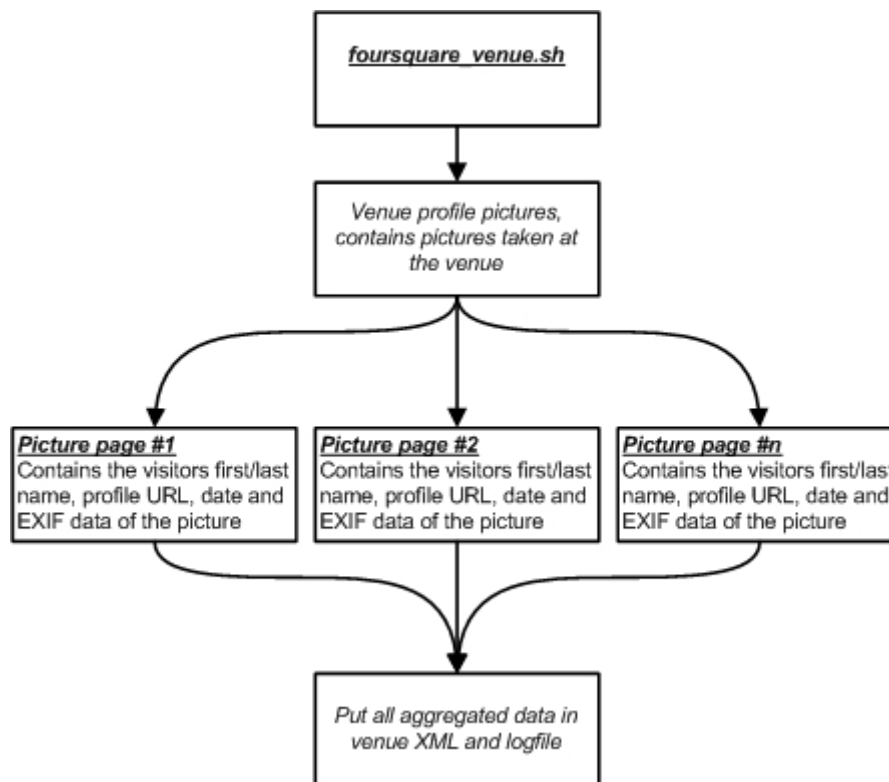 foursquare_venue.sh
Venue profile pictures,
contains pictures taken at
the venue
Picture page #1
Contains the visitors first/last
name, profile URL, date and
EXIF data of the picture
Picture page #2
Contains the visitors first/last
name, profile URL, date and
EXIF data of the picture
Picture page #n
Contains the visitors first/last
name, profile URL, date and
EXIF data of the picture
Put all aggregated data in
venue XML and logfile